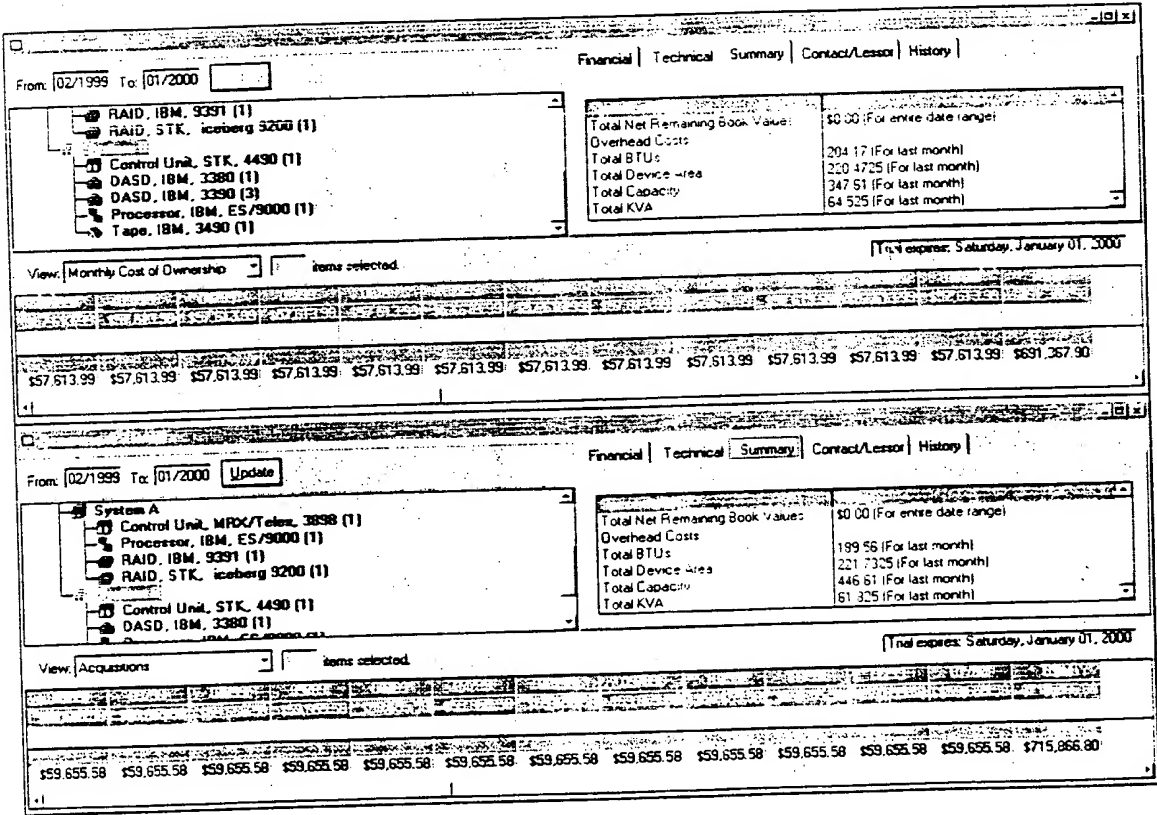 From: 02/1999 To: 01/2000
RAID, IBM, 9391 (1)
RAID, STK, iceberg 9200 (1)
Control Unit, STK, 4490 (1)
DASD, IBM, 3380 (1)
DASD, IBM, 3390 (3)
Processor, IBM, ES/9000 (1)
Tape, IBM, 3490 (1)
Financial Technical Summary Contact/Lessor History
Total Net Remaining Book Values $0.00 (For entire date range)
Overhead Costs
Total BTUs 204.17 (For last month)
Total Device Area 220.4725 (For last month)
Total Capacity 347.61 (For last month)
Total KVA 64.525 (For last month)
Trial expires: Saturday, January 01, 2000
View: Monthly Cost of Ownership items selected.
$57,613.99 $57,613.99 $57,613.99 $57,613.99 $57,613.99 $57,613.99 $57,613.99 $57,613.99 $57,613.99 $57,613.99 $57,613.99 $57,613.99 $691,367.90
From: 02/1999 To: 01/2000 Update
System A
Control Unit, MRX/Telex, 3898 (1)
Processor, IBM, ES/9000 (1)
RAID, IBM, 9391 (1)
RAID, STK, iceberg 9200 (1)
Control Unit, STK, 4490 (1)
DASD, IBM, 3380 (1)
Financial Technical Summary Contact/Lessor History
Total Net Remaining Book Values $0.00 (For entire date range)
Overhead Costs
Total BTUs 199.56 (For last month)
Total Device Area 221.7325 (For last month)
Total Capacity 446.61 (For last month)
Total KVA 61.825 (For last month)
Trial expires: Saturday, January 01, 2000
View: Acquisitions items selected.
$59,655.58 $59,655.58 $59,655.58 $59,655.58 $59,655.58 $59,655.58 $59,655.58 $59,655.58 $59,655.58 $59,655.58 $59,655.58 $59,655.58 $715,866.80